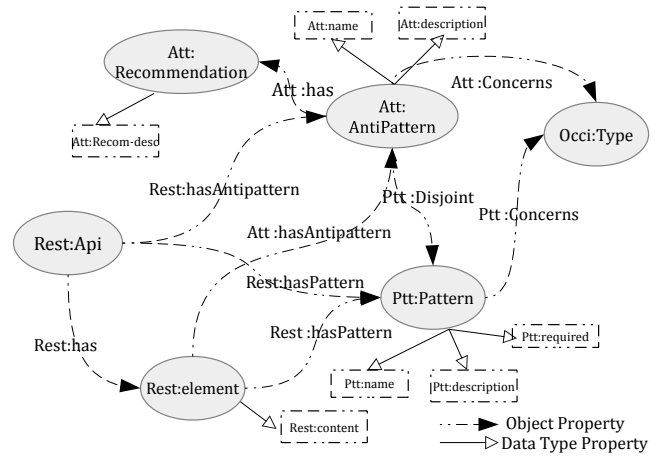 Att:name
Att:description
Att:
Recommendation
Att :has
Att :Concerns
Att:
AntiPattern
Occi:Type
Att:Recom-desc
Rest:hasAntipattern
Ptt :Disjoint
Ptt :Concerns
Att :hasAntipattern
Rest:Api
Rest:hasPattern
Ptt:Pattern
Rest:has
Rest :hasPattern
Ptt:required
Rest:element
Ptt:name
Ptt:description
Rest:content
Object Property
Data Type Property